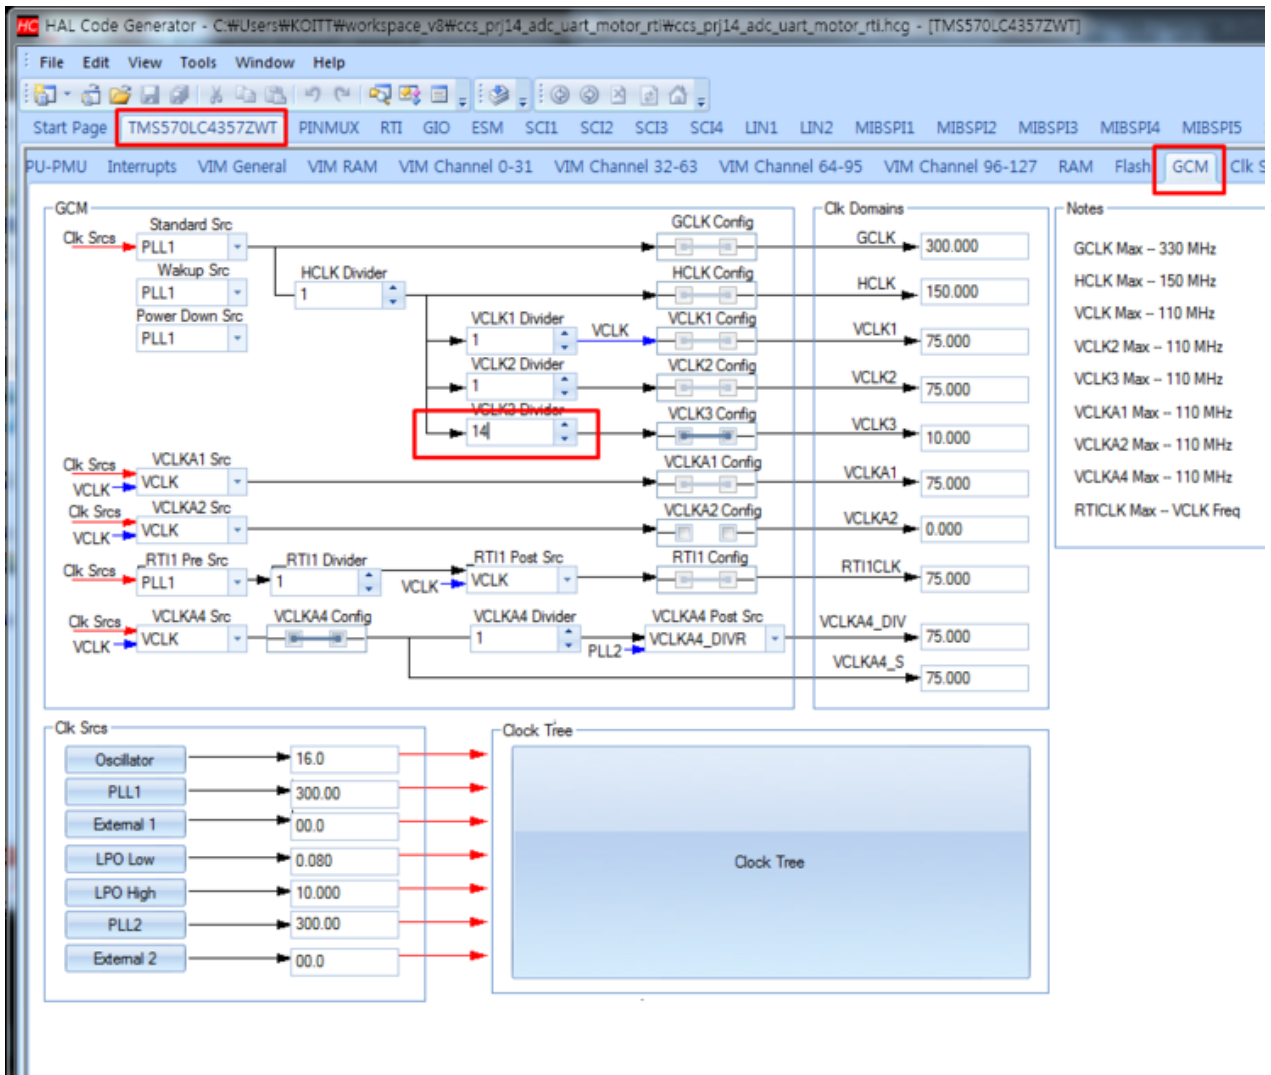 HC HAL Code Generator - C:₩Users₩KOITT₩workspace_v8₩ccs_prj14_adc_uart_motor_rti₩ccs_prj14_adc_uart_motor_rti.hcg - [TMS570LC4357ZWT]
File Edit View Tools Window Help
Start Page TMS570LC4357ZWT PINMUX RTI GIO ESM SCI1 SCI2 SCI3 SCI4 LIN1 LIN2 MIBSPI1 MIBSPI2 MIBSPI3 MIBSPI4 MIBSPI5
PU-PMU Interrupts VIM General VIM RAM VIM Channel 0-31 VIM Channel 32-63 VIM Channel 64-95 VIM Channel 96-127 RAM Flash GCM Clk S
GCM Clk Domains Notes
Standard Src GCLK Config
Clk Srcs PLL1 GCLK 300.000 GCLK Max -- 330 MHz
Wakup Src HCLK Divider HCLK Config
PLL1 1 HCLK 150.000 HCLK Max -- 150 MHz
Power Down Src VCLK1 Divider VCLK VCLK1 Config VCLK Max -- 110 MHz
PLL1 1 VCLK1 75.000 VCLK2 Max -- 110 MHz
VCLK2 Divider VCLK2 Config
1 VCLK2 75.000 VCLK3 Max -- 110 MHz
VCLK3 Divider VCLK3 Config VCLKA1 Max -- 110 MHz
14 VCLK3 10.000 VCLKA2 Max -- 110 MHz
Clk Srcs VCLKA1 Src VCLKA1 Config
VCLK VCLK VCLKA1 75.000 VCLKA4 Max -- 110 MHz
Clk Srcs VCLKA2 Src VCLKA2 Config RTICLK Max -- VCLK Freq
VCLK VCLK VCLKA2 0.000
_RTI1 Pre Src _RTI1 Divider _RTI1 Post Src RTI1 Config
Clk Srcs PLL1 1 VCLK VCLK RTI1CLK 75.000
Clk Srcs VCLKA4 Src VCLKA4 Config VCLKA4 Divider VCLKA4 Post Src VCLKA4_DIV
VCLK VCLK 1 PLL2 VCLKA4_DIVR 75.000
VCLKA4_S 75.000
Clk Srcs Clock Tree
Oscillator 16.0
PLL1 300.00
External 1 00.0
LPO Low 0.080 Clock Tree
LPO High 10.000
PLL2 300.00
External 2 00.0